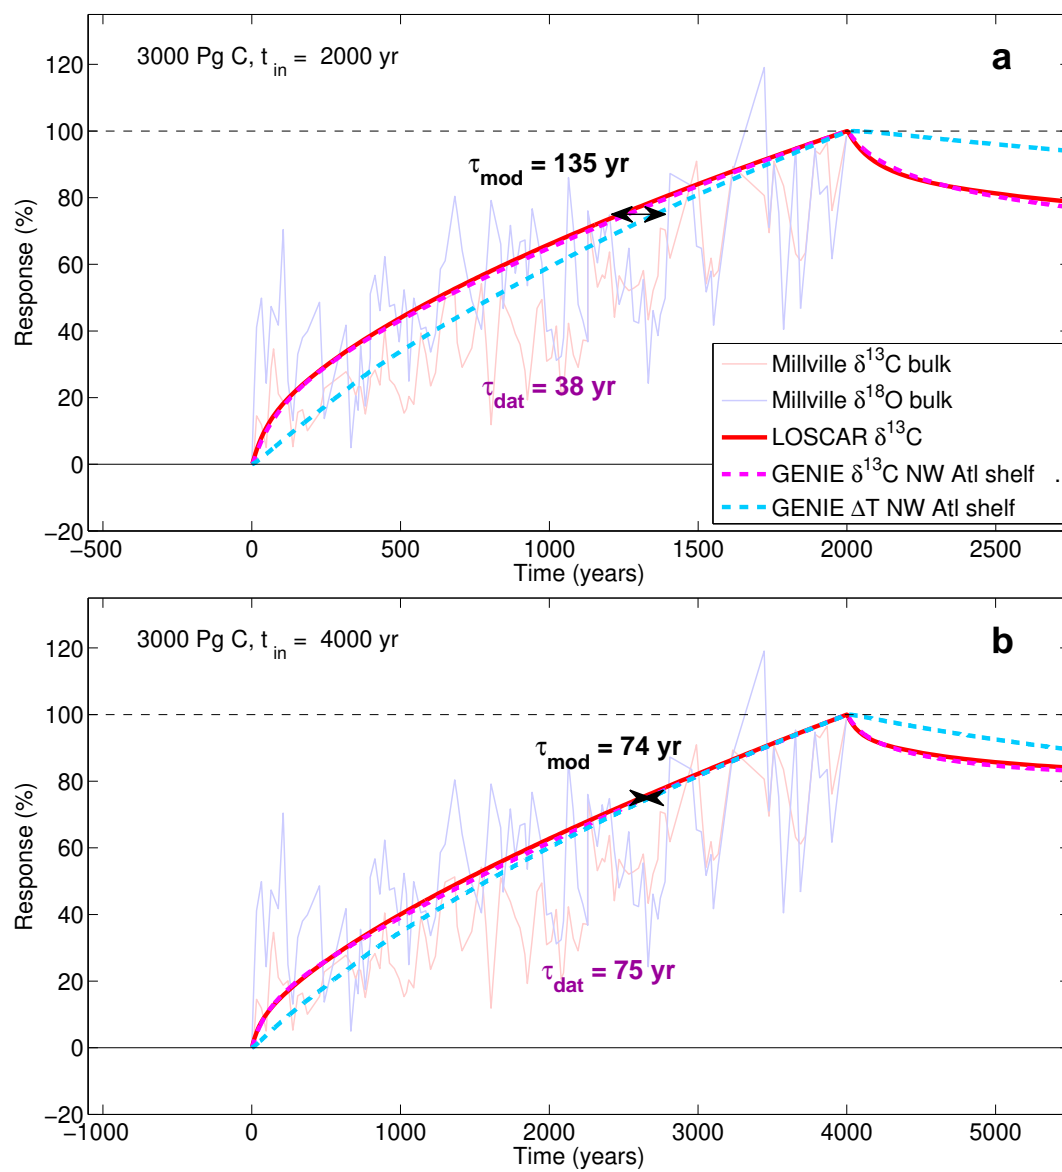 3000 Pg C, t in = 2000 yr
a
τmod = 135 yr
τdat = 38 yr
Response (%)
120
100
80
60
40
20
0
−20
Millville δ13C bulk
Millville δ18O bulk
LOSCAR δ13C
GENIE δ13C NW Atl shelf .
GENIE ΔT NW Atl shelf
−500 0 500 1000 1500 2000 2500
Time (years)
3000 Pg C, t in = 4000 yr
b
τmod = 74 yr
τdat = 75 yr
Response (%)
120
100
80
60
40
20
0
−20
−1000 0 1000 2000 3000 4000 5000
Time (years)